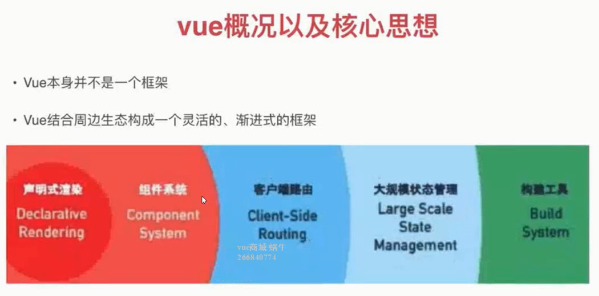 vue概况以及核心思想
• Vue本身并不是一个框架
• Vue结合周边生态构成一个灵活的、渐进式的框架
声明式渲染
Declarative
Rendering
组件系统
Component
System
客户端路由
Client-Side
Routing
大规模状态管理
Large Scale
State
Management
构建工具
Build
System